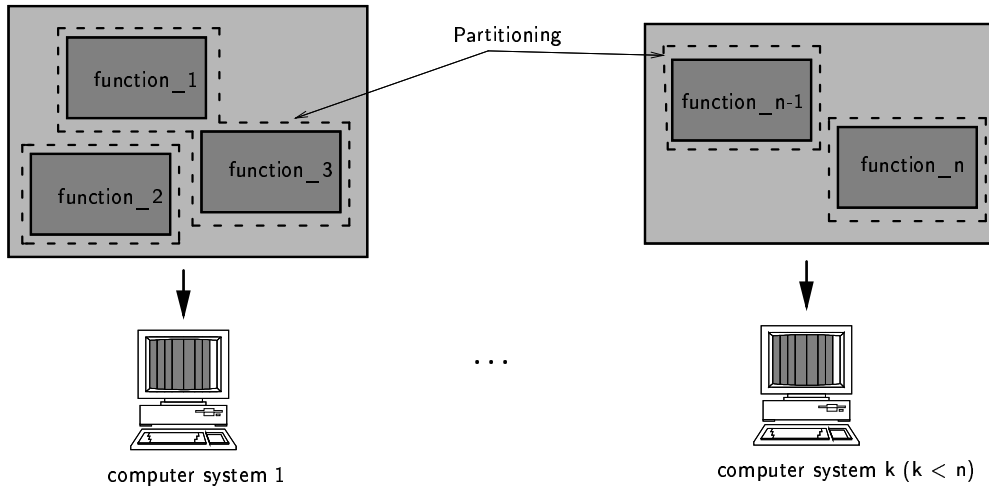 Partitioning
function_1
function_2
function_3
function_n-1
function_n
...
computer system 1
computer system k (k < n)